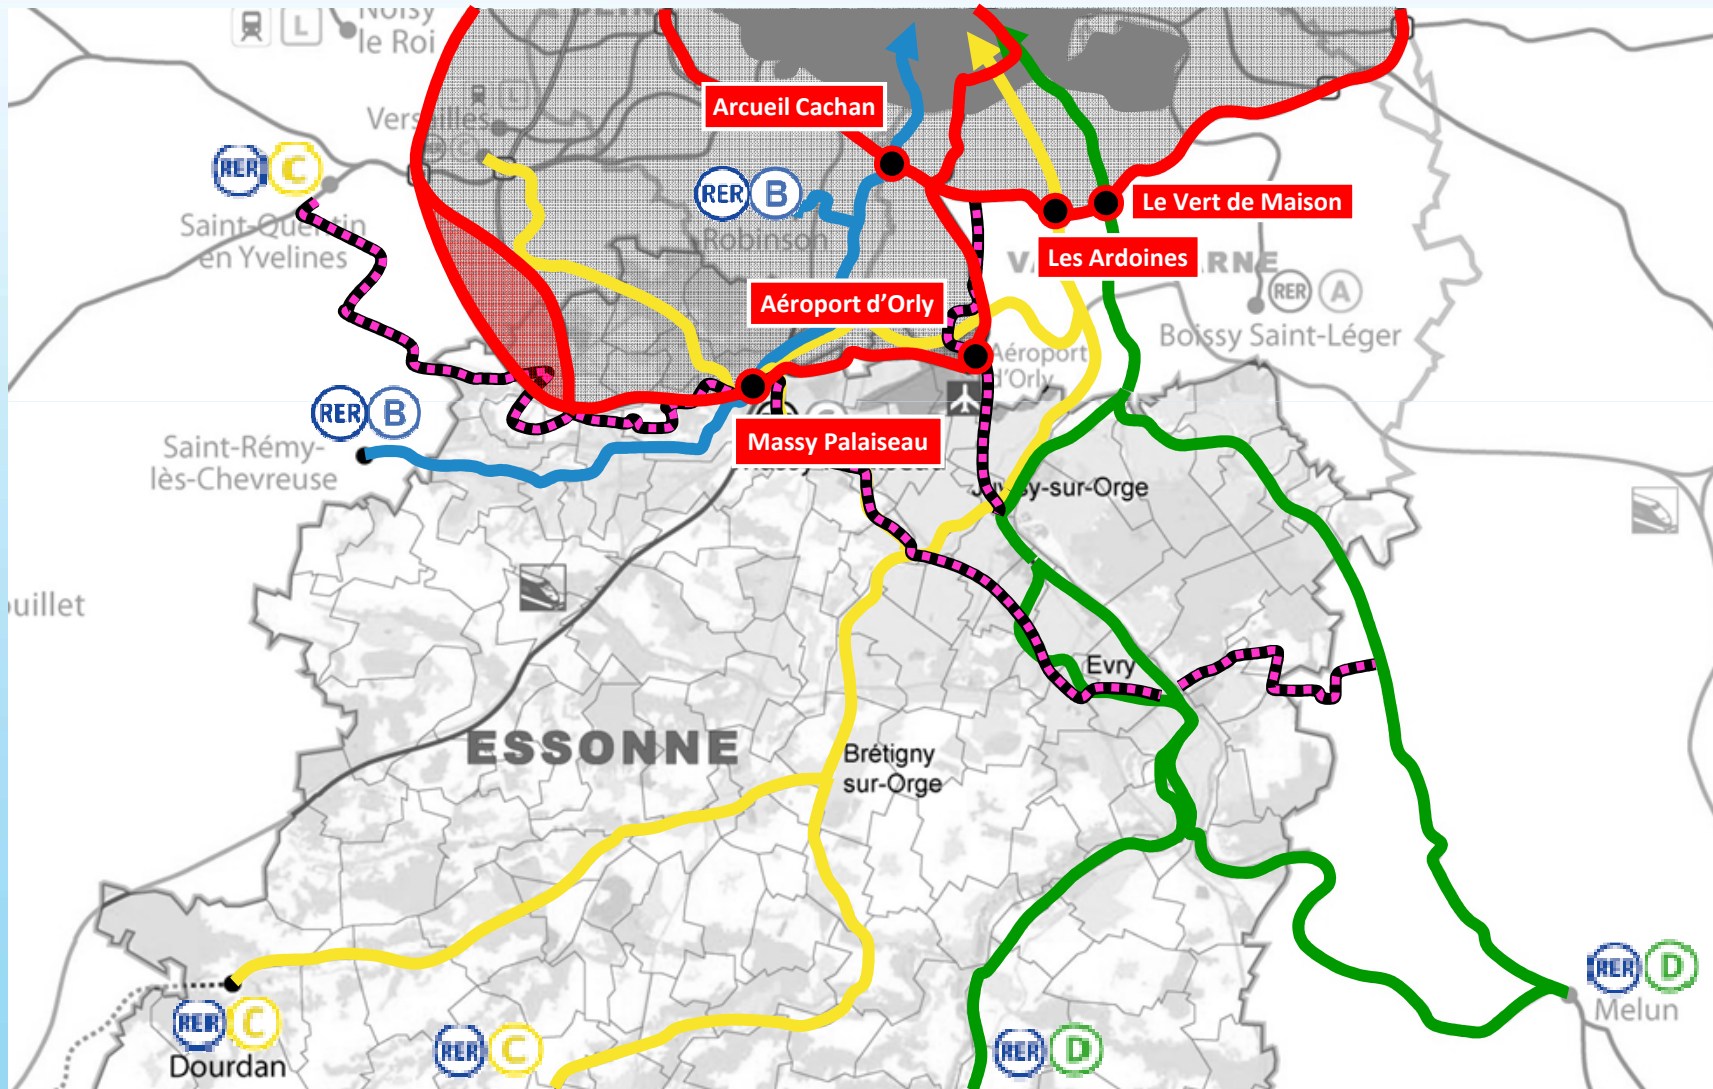 Noisy
le Roi
L
L
Versailles
C
Arcueil Cachan
RER C
RER B
Robinson
Saint-Quentin
en Yvelines
Le Vert de Maison
Les Ardoines
Aéroport d'Orly
RER A
Boissy Saint-Léger
Aéroport
d'Orly
RER B
Saint-Rémy-
lès-Chevreuse
Massy Palaiseau
Juvisy-sur-Orge
ouillet
Evry
ESSONNE
Brétigny
sur-Orge
RER D
Melun
RER C
Dourdan
RER C
RER D